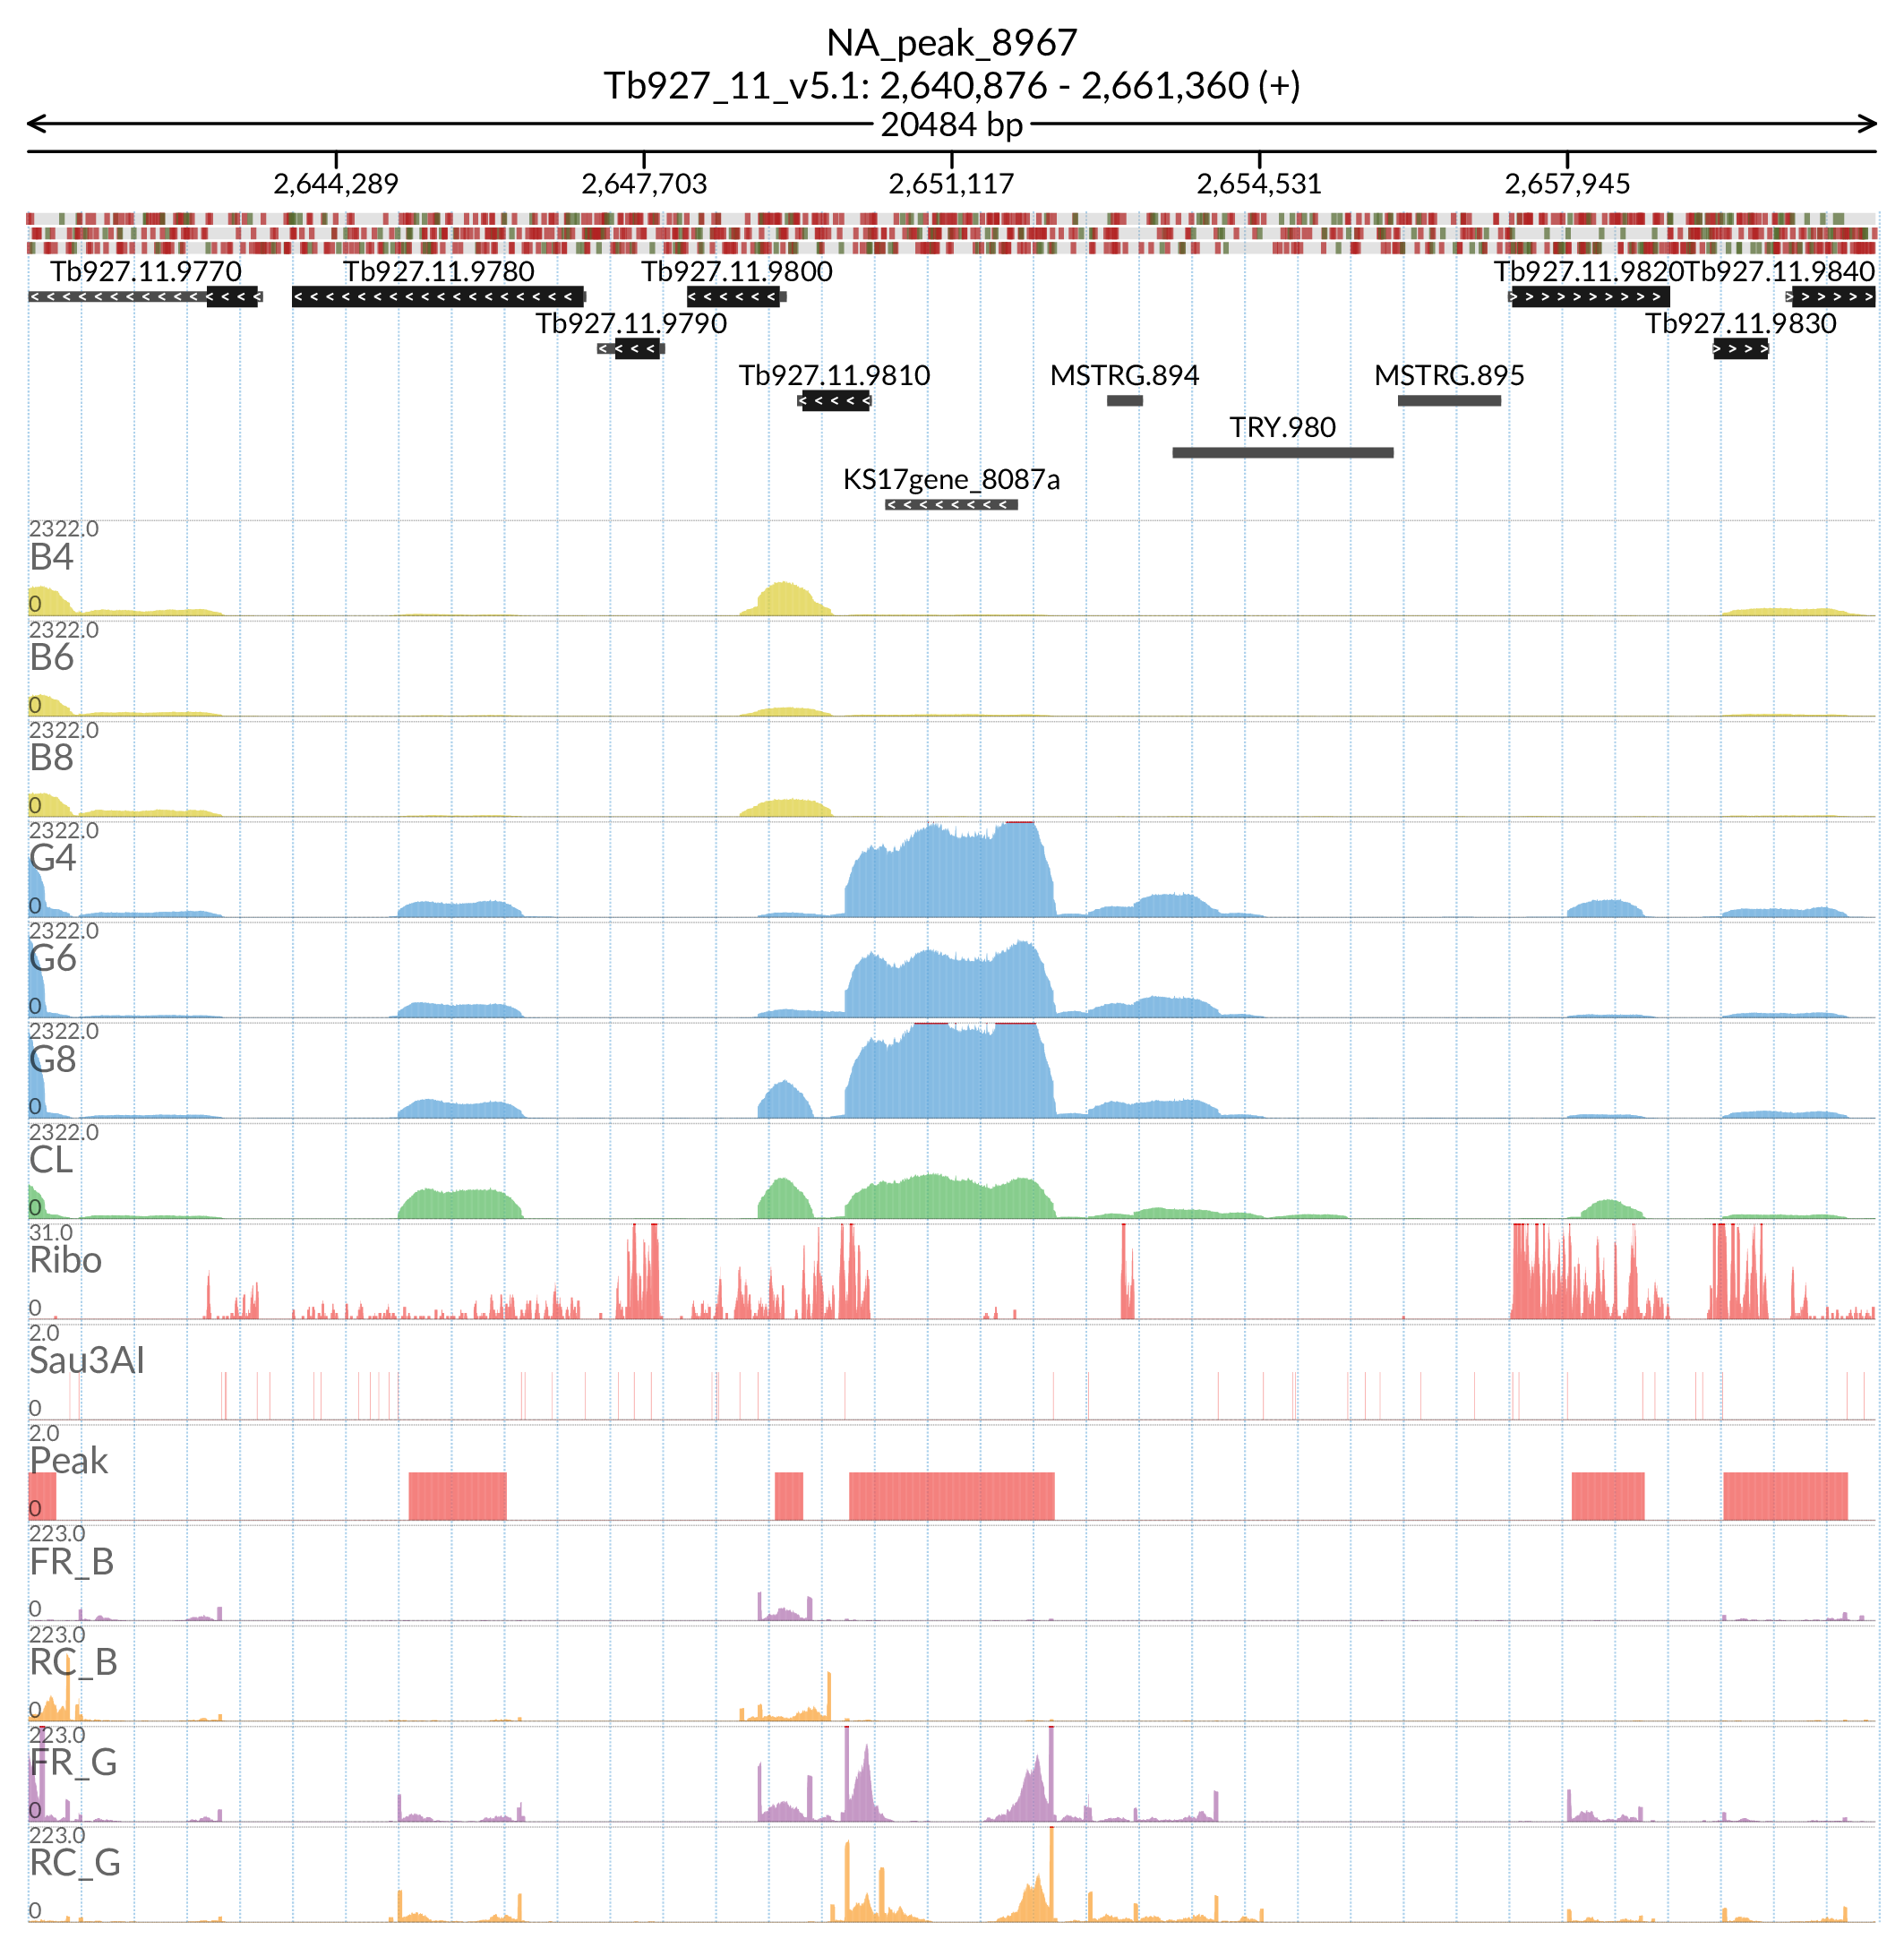 NA_peak_8967
Tb927_11_v5.1: 2,640,876 - 2,661,360 (+)
20484 bp
2,644,289 2,647,703 2,651,117 2,654,531 2,657,945
Tb927.11.9770 Tb927.11.9780 Tb927.11.9800 Tb927.11.9820 Tb927.11.9840
Tb927.11.9790 Tb927.11.9830
Tb927.11.9810 MSTRG.894 MSTRG.895
TRY.980
KS17gene_8087a
2322.0
B4
0
2322.0
B6
0
2322.0
B8
0
2322.0
G4
0
2322.0
G6
0
2322.0
G8
0
2322.0
CL
0
31.0
Ribo
0
2.0
Sau3AI
0
2.0
Peak
0
223.0
FR_B
0
223.0
RC_B
0
223.0
FR_G
0
223.0
RC_G
0